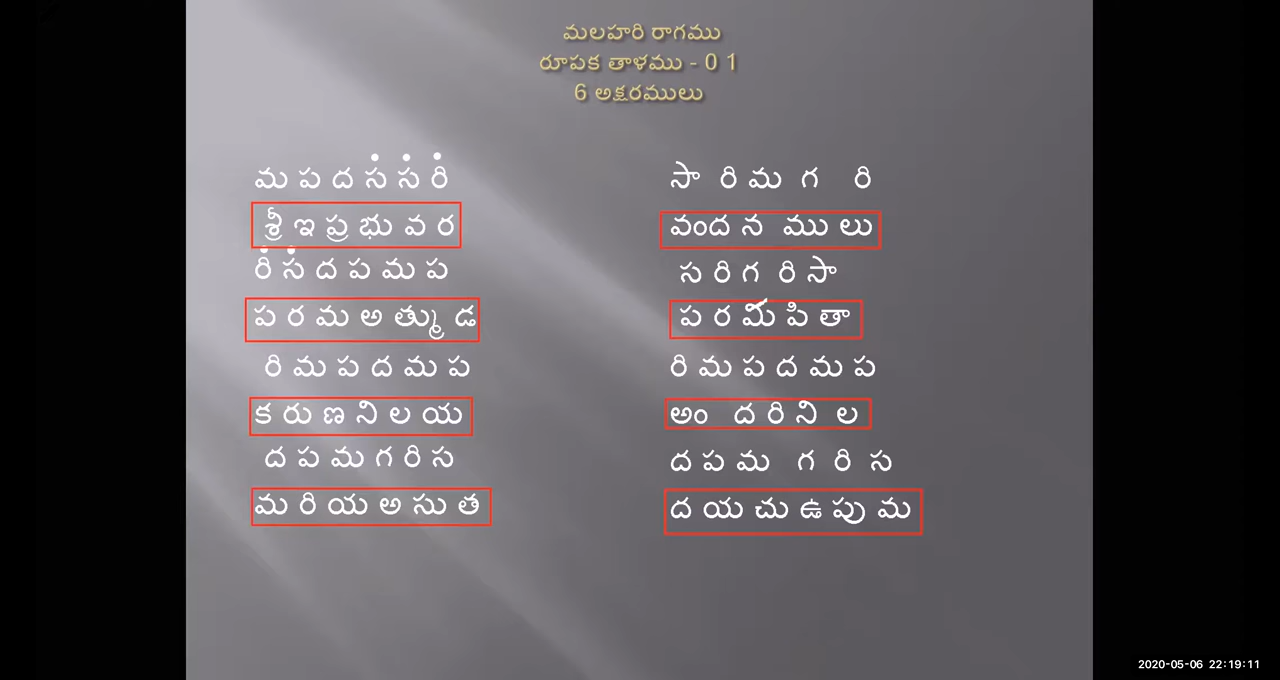 మలహరి రాగము
రూపక తాళము - 0 1
6 అక్షరములు
మ ప ద స̇ స̇ రి̇
శ్రీ ఇ ప్ర భు వ ర
రి̇ స̇ ద ప మ ప
ప ర మ అ త్ము డ
రి మ ప ద మ ప
క రు ణ ని ల య
ద ప మ గ రి స
మ రి య అ సు త
సా రి మ గ రి
వం ద న ము లు
స రి గ రి సా
ప ర మ పి తా
రి మ ప ద మ ప
అం ద రి ని ల
ద ప మ గ రి స
ద య చు ఉ పు మ
2020-05-06 22:19:11